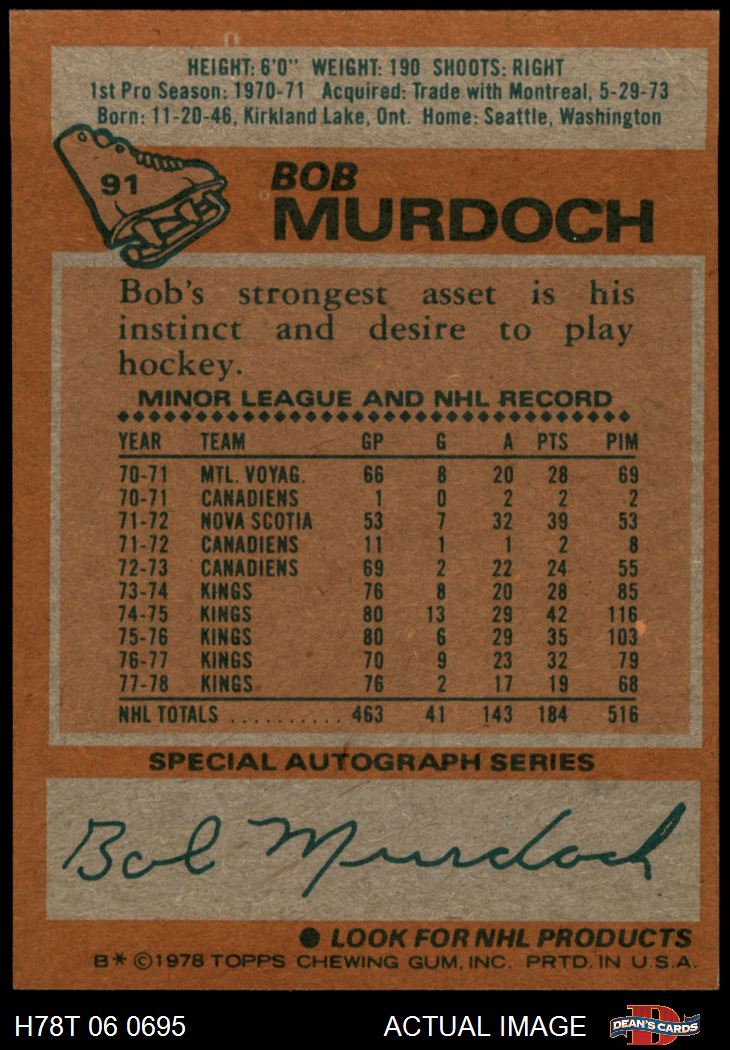 HEIGHT: 6'0" WEIGHT: 190 SHOOTS: RIGHT
1st Pro Season: 1970-71 Acquired: Trade with Montreal, 5-29-73
Born: 11-20-46, Kirkland Lake, Ont. Home: Seattle, Washington
91
BOB
MURDOCH
Bob's strongest asset is his
instinct and desire to play
hockey.
MINOR LEAGUE AND NHL RECORD
YEAR TEAM GP G A PTS PIM
70-71 MTL. VOYAG. 66 8 20 28 69
70-71 CANADIENS 1 0 2 2 2
71-72 NOVA SCOTIA 53 7 32 39 53
71-72 CANADIENS 11 1 1 2 8
72-73 CANADIENS 69 2 22 24 55
73-74 KINGS 76 8 20 28 85
74-75 KINGS 80 13 29 42 116
75-76 KINGS 80 6 29 35 103
76-77 KINGS 70 9 23 32 79
77-78 KINGS 76 2 17 19 68
NHL TOTALS .......... 463 41 143 184 516
SPECIAL AUTOGRAPH SERIES
Bob Murdoch
● LOOK FOR NHL PRODUCTS
B* ©1978 TOPPS CHEWING GUM, INC. PRTD. IN U.S.A.
H78T 06 0695 ACTUAL IMAGE D DEAN'S CARDS